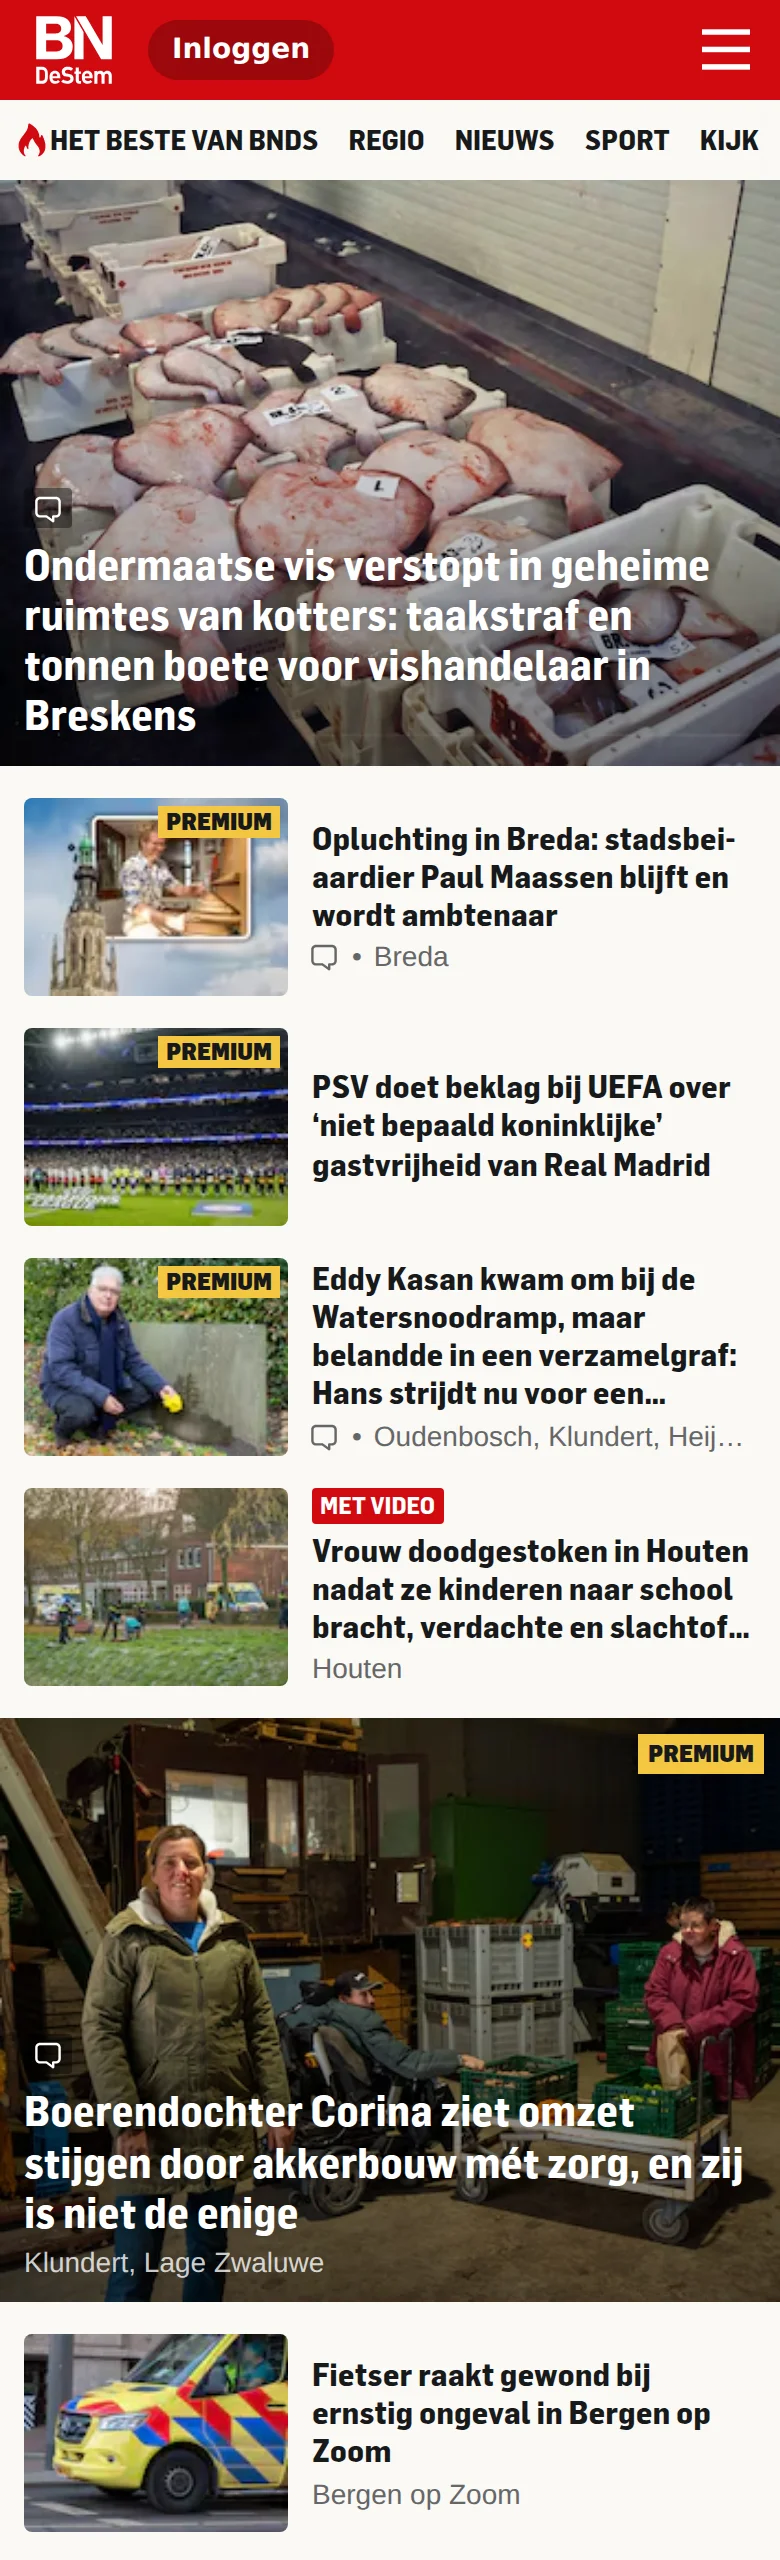 BN
DeStem
Inloggen
HET BESTE VAN BNDS REGIO NIEUWS SPORT KIJK
Ondermaatse vis verstopt in geheime
ruimtes van kotters: taakstraf en
tonnen boete voor vishandelaar in
Breskens
PREMIUM
Opluchting in Breda: stadsbei-
aardier Paul Maassen blijft en
wordt ambtenaar
• Breda
PREMIUM
PSV doet beklag bij UEFA over
‘niet bepaald koninklijke’
gastvrijheid van Real Madrid
PREMIUM
Eddy Kasan kwam om bij de
Watersnoodramp, maar
belandde in een verzamelgraf:
Hans strijdt nu voor een...
• Oudenbosch, Klundert, Heij...
MET VIDEO
Vrouw doodgestoken in Houten
nadat ze kinderen naar school
bracht, verdachte en slachtof...
Houten
PREMIUM
Boerendochter Corina ziet omzet
stijgen door akkerbouw mét zorg, en zij
is niet de enige
Klundert, Lage Zwaluwe
Fietser raakt gewond bij
ernstig ongeval in Bergen op
Zoom
Bergen op Zoom